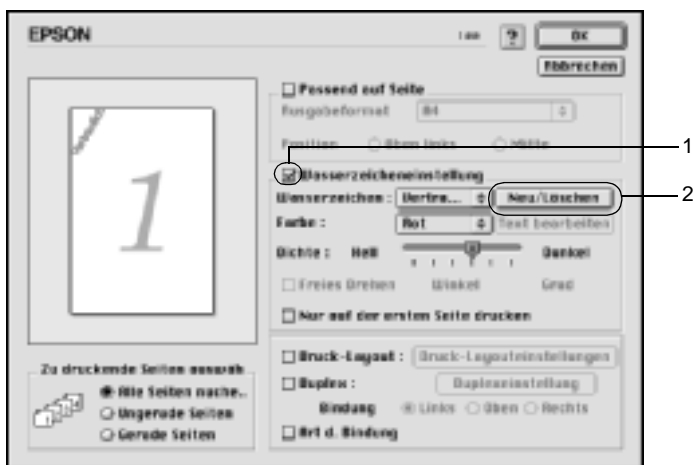 EPSON
OK
Abbrechen
Passend auf Seite
Ausgabeformat A4
Position Oben links Mitte
1
Wasserzeicheneinstellung
Wasserzeichen : Vertra... Neu/Löschen
2
Farbe : Rot Text bearbeiten
Dichte : Hell Dunkel
Freies Drehen Winkel Grad
Nur auf der ersten Seite drucken
1
Zu druckende Seiten auswäh
Alle Seiten nache..
Ungerade Seiten
Gerade Seiten
Druck-Layout : Druck-Layouteinstellungen
Duplex : Duplexeinstellung
Bindung Links Oben Rechts
Art d. Bindung